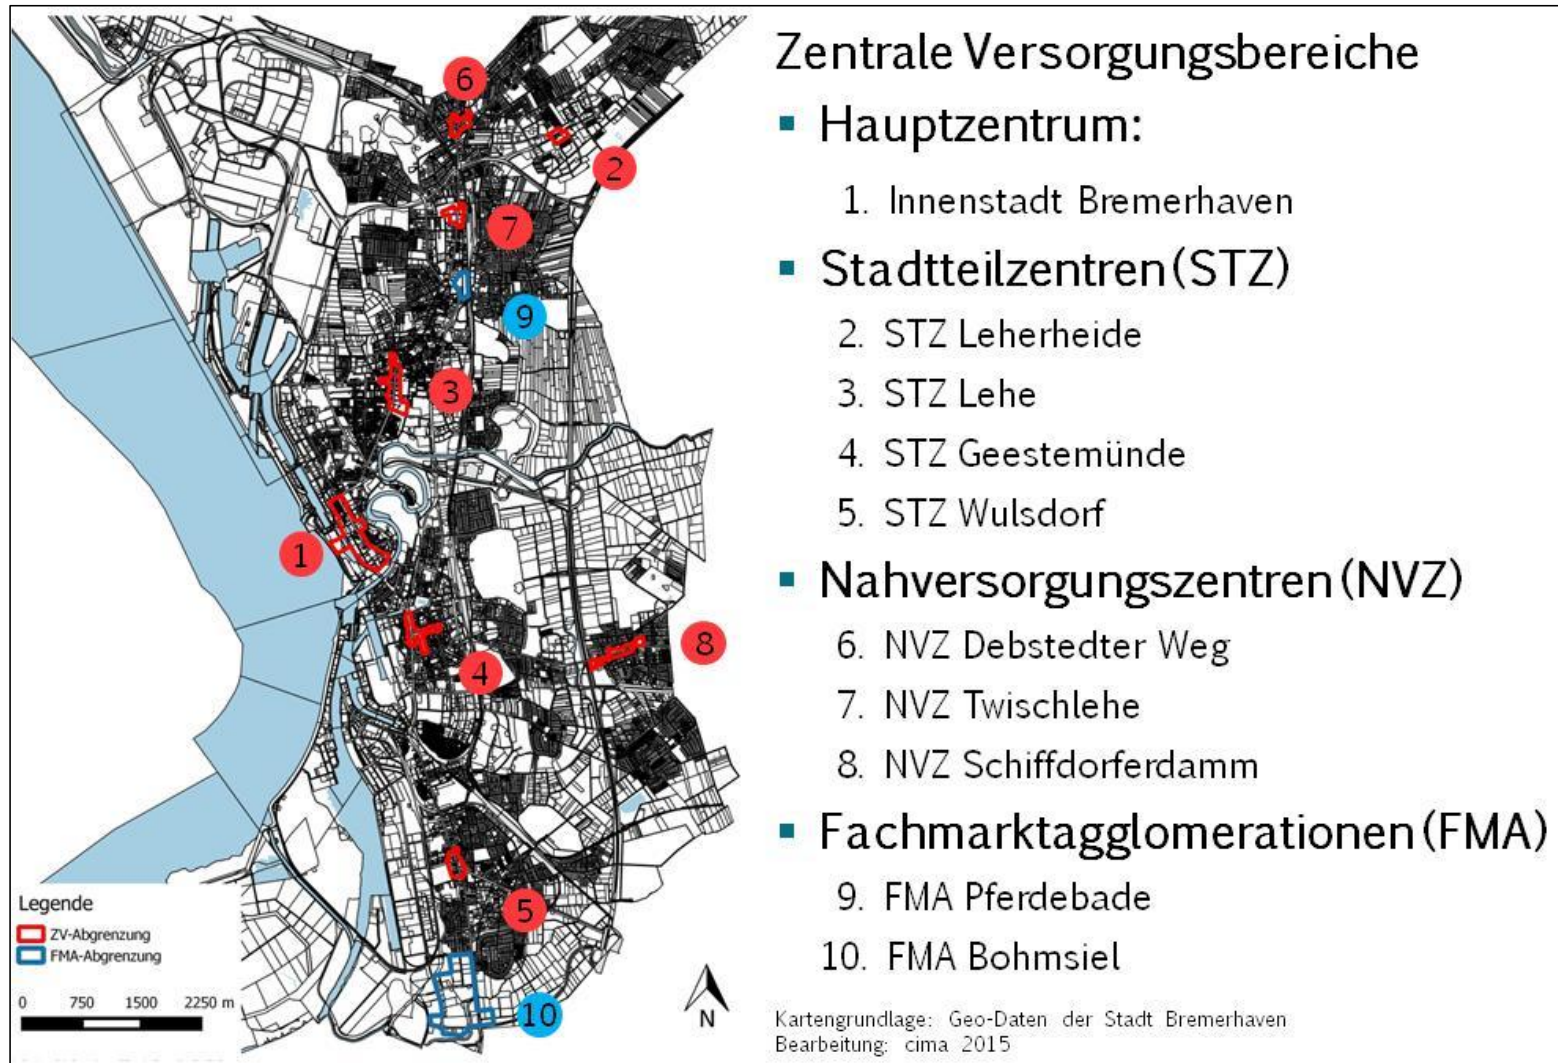 Zentrale Versorgungsbereiche
▪ Hauptzentrum:
1. Innenstadt Bremerhaven
▪ Stadtteilzentren (STZ)
2. STZ Leherheide
3. STZ Lehe
4. STZ Geestemünde
5. STZ Wulsdorf
▪ Nahversorgungszentren (NVZ)
6. NVZ Debstedter Weg
7. NVZ Twischlehe
8. NVZ Schiffdorferdamm
▪ Fachmarktagglomerationen (FMA)
9. FMA Pferdebade
10. FMA Bohmsiel
Kartengrundlage: Geo-Daten der Stadt Bremerhaven
Bearbeitung: cima 2015
6
2
7
9
3
1
8
4
5
10
Legende
ZV-Abgrenzung
FMA-Abgrenzung
0 750 1500 2250 m
N